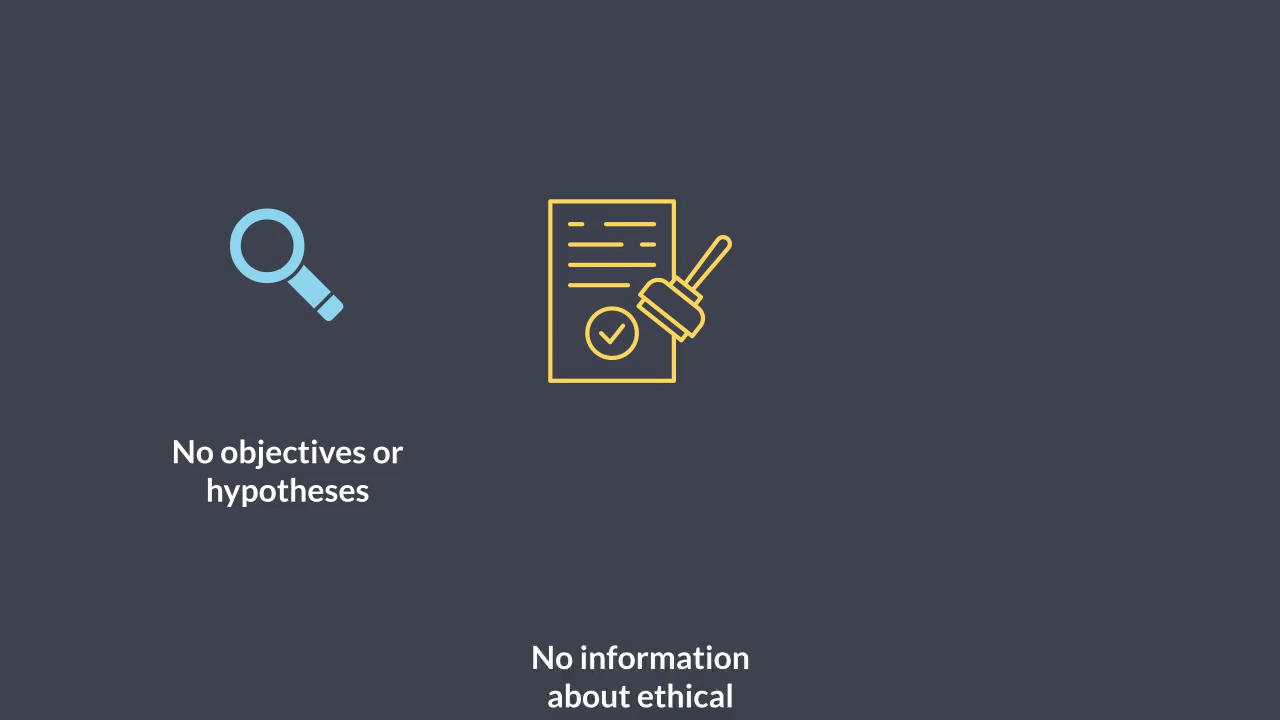 No objectives or
hypotheses
No information
about ethical